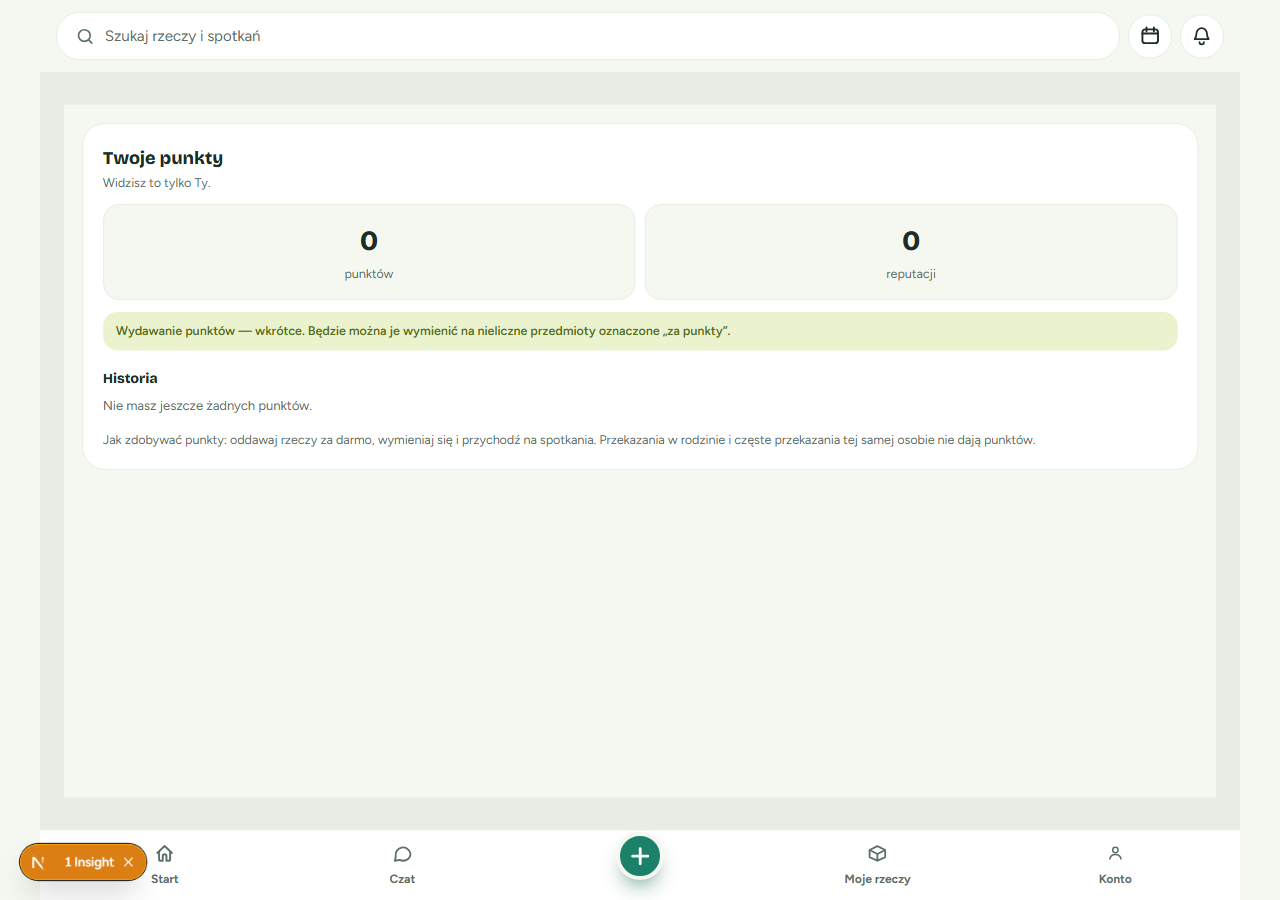 Szukaj rzeczy i spotkań
Twoje punkty
Widzisz to tylko Ty.
0
punktów
0
reputacji
Wydawanie punktów — wkrótce. Będzie można je wymienić na nieliczne przedmioty oznaczone „za punkty”.
Historia
Nie masz jeszcze żadnych punktów.
Jak zdobywać punkty: oddawaj rzeczy za darmo, wymieniaj się i przychodź na spotkania. Przekazania w rodzinie i częste przekazania tej samej osobie nie dają punktów.
N 1 Insight
Start
Czat
Moje rzeczy
Konto